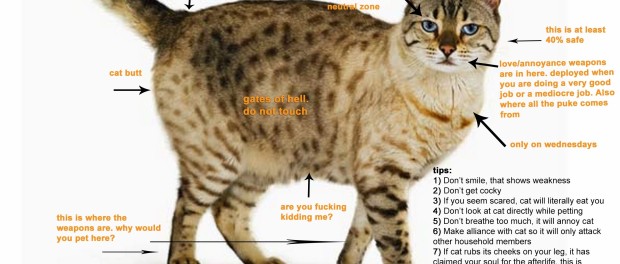 neutral zone
this is at least
40% safe
love/annoyance weapons
are in here. deployed when
you are doing a very good
job or a mediocre job. Also
where all the puke comes
from
cat butt
gates of hell.
do not touch
only on wednesdays
are you fucking
kidding me?
this is where the
weapons are. why would
you pet here?
tips:
1) Don't smile, that shows weakness
2) Don't get cocky
3) If you seem scared, cat will literally eat you
4) Don't look at cat directly while petting
5) Don't breathe too much, it will annoy cat
6) Make alliance with cat so it will only attack
other household members
7) If cat rubs its cheeks on your leg, it has
claimed your soul for the afterlife, this is